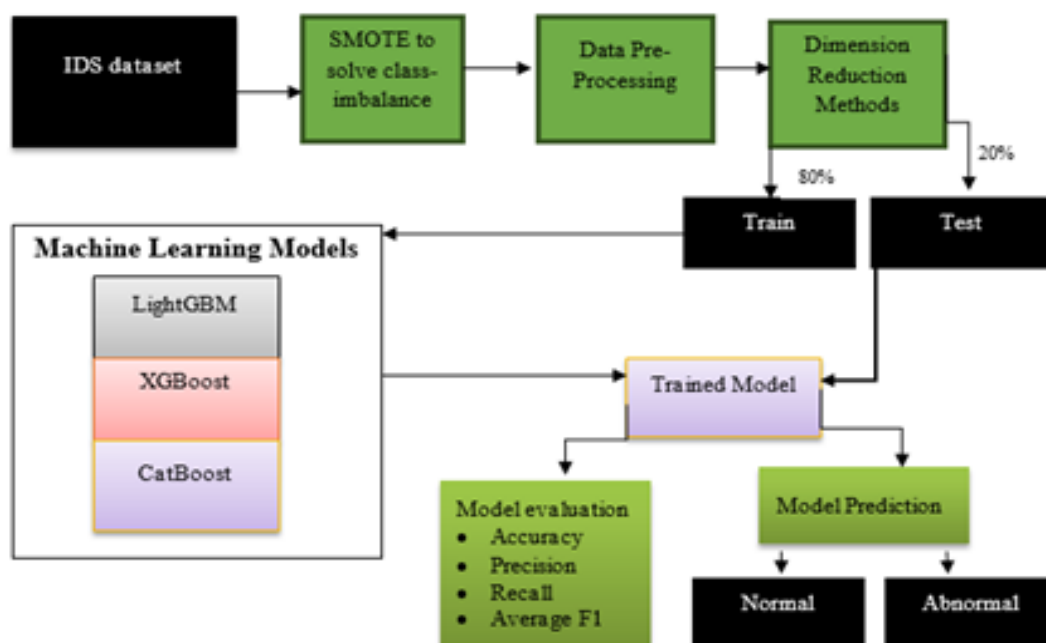 IDS dataset
SMOTE to
solve class-
imbalance
Data Pre-
Processing
Dimension
Reduction
Methods
80%
20%
Train
Test
Machine Learning Models
LightGBM
XGBoost
CatBoost
Trained Model
Model evaluation
● Accuracy
● Precision
● Recall
● Average F1
Model Prediction
Normal
Abnormal